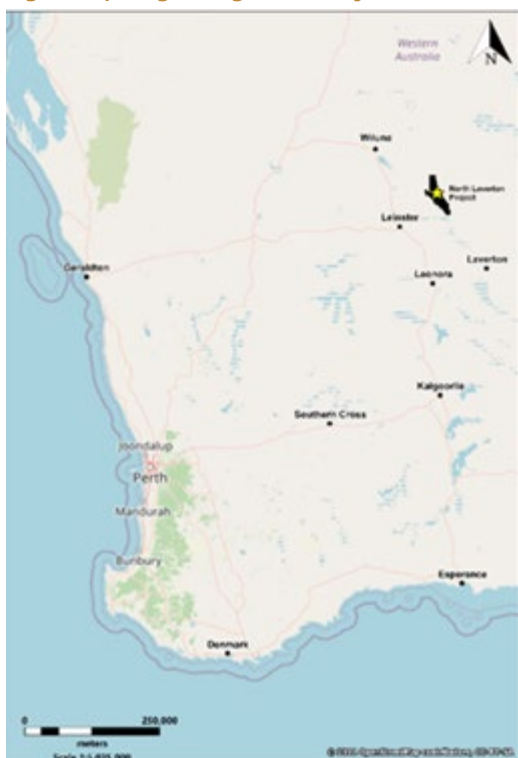 Western
Australia
N
Wiluna
North Laverton
Project
Leinster
Geraldton
Laverton
Leonora
Kalgoorlie
Southern Cross
Joondalup
Perth
Mandurah
Bunbury
Esperance
Denmark
0 250,000
meters